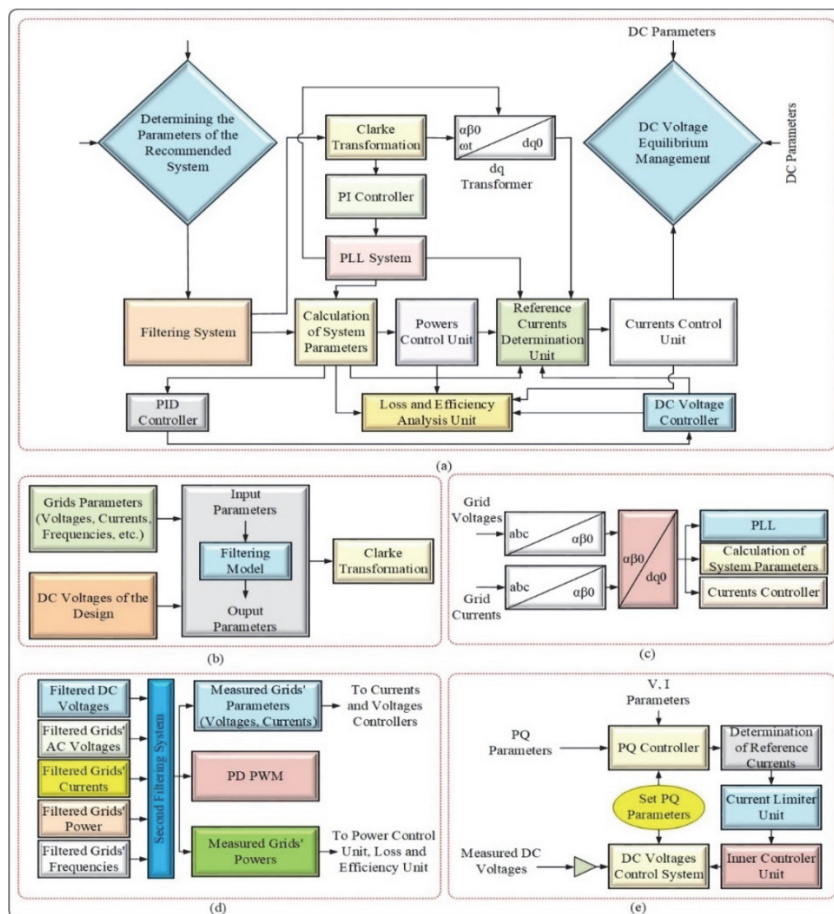 DC Parameters
Determining the
Parameters of the
Recommended
System
Clarke
Transformation
αβ0
ωt
dq0
dq
Transformer
DC Voltage
Equilibrium
Management
DC Parameters
PI Controller
PLL System
Filtering System
Calculation
of System
Parameters
Powers
Control Unit
Reference
Currents
Determination
Unit
Currents Control
Unit
PID
Controller
Loss and Efficiency
Analysis Unit
DC Voltage
Controller
(a)
Grids Parameters
(Voltages, Currents,
Frequencies, etc.)
DC Voltages of the
Design
Input
Parameters
Filtering
Model
Ouput
Parameters
Clarke
Transformation
(b)
Grid
Voltages
abc
αβ0
Grid
Currents
abc
αβ0
αβ0
dq0
PLL
Calculation of
System Parameters
Currents Controller
(c)
Filtered DC
Voltages
Filtered Grids'
AC Voltages
Filtered Grids'
Currents
Filtered Grids'
Power
Filtered Grids'
Frequencies
Second Filtering System
Measured Grids'
Parameters
(Voltages, Currents)
To Currents
and Voltages
Controllers
PD PWM
Measured Grids'
Powers
To Power Control
Unit, Loss and
Efficiency Unit
(d)
V, I
Parameters
PQ
Parameters
PQ Controller
Determination
of Reference
Currents
Set PQ
Parameters
Current Limiter
Unit
Measured DC
Voltages
DC Voltages
Control System
Inner Controler
Unit
(e)